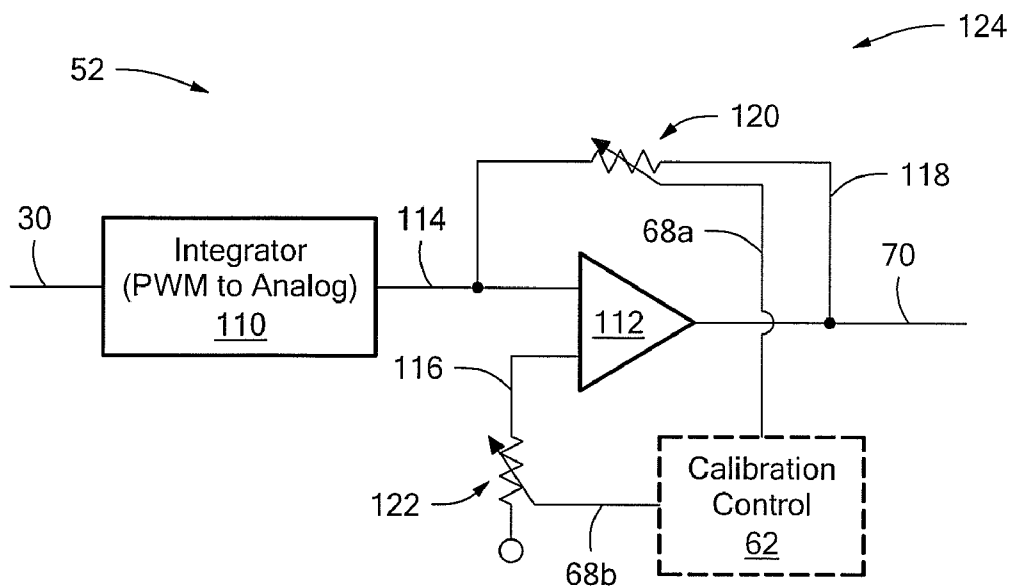 124
52
120
118
30
114
68a
70
Integrator
(PWM to Analog)
110
112
116
122
Calibration
Control
62
68b